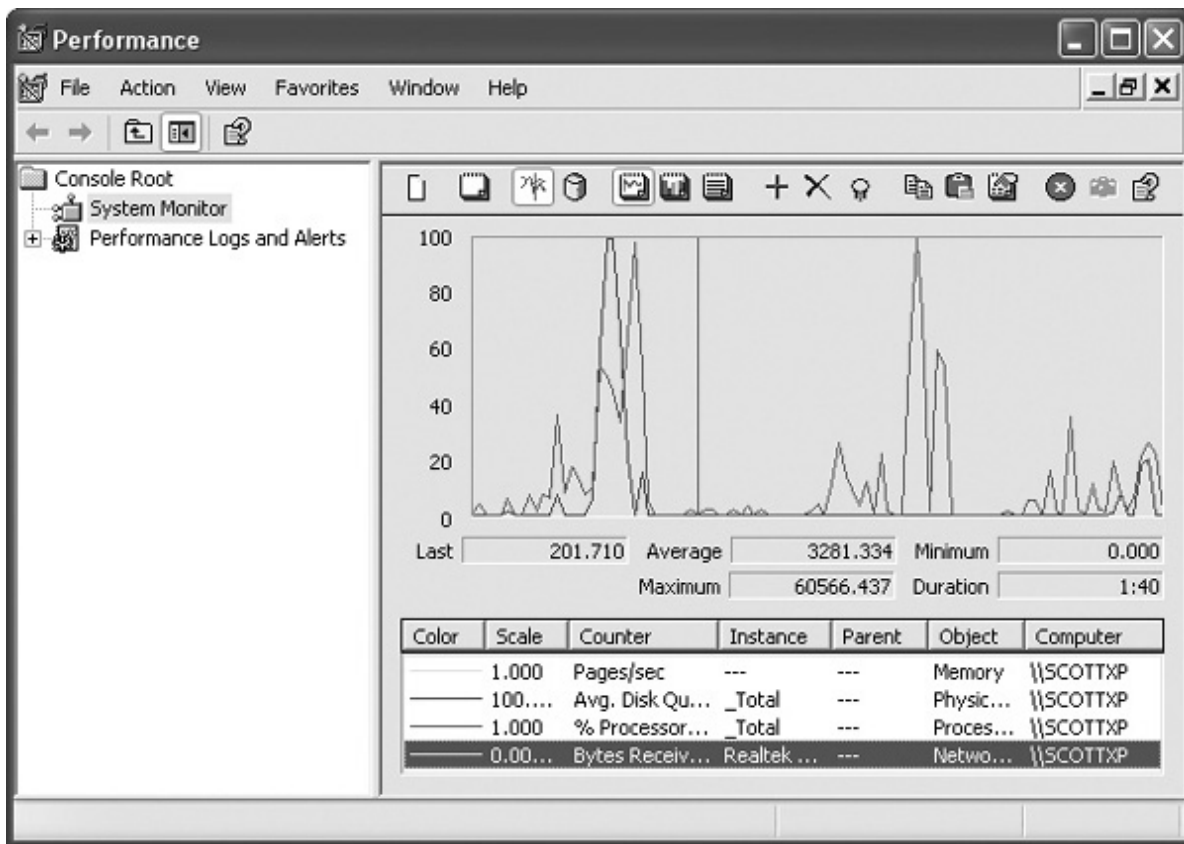 Performance
File Action View Favorites Window Help
Console Root
System Monitor
Performance Logs and Alerts
100
80
60
40
20
0
Last 201.710 Average 3281.334 Minimum 0.000
Maximum 60566.437 Duration 1:40
Color Scale Counter Instance Parent Object Computer
1.000 Pages/sec --- --- Memory \\SCOTTXP
100.... Avg. Disk Qu... _Total --- Physic... \\SCOTTXP
1.000 % Processor... _Total --- Proces... \\SCOTTXP
0.00... Bytes Receiv... Realtek ... --- Netwo... \\SCOTTXP